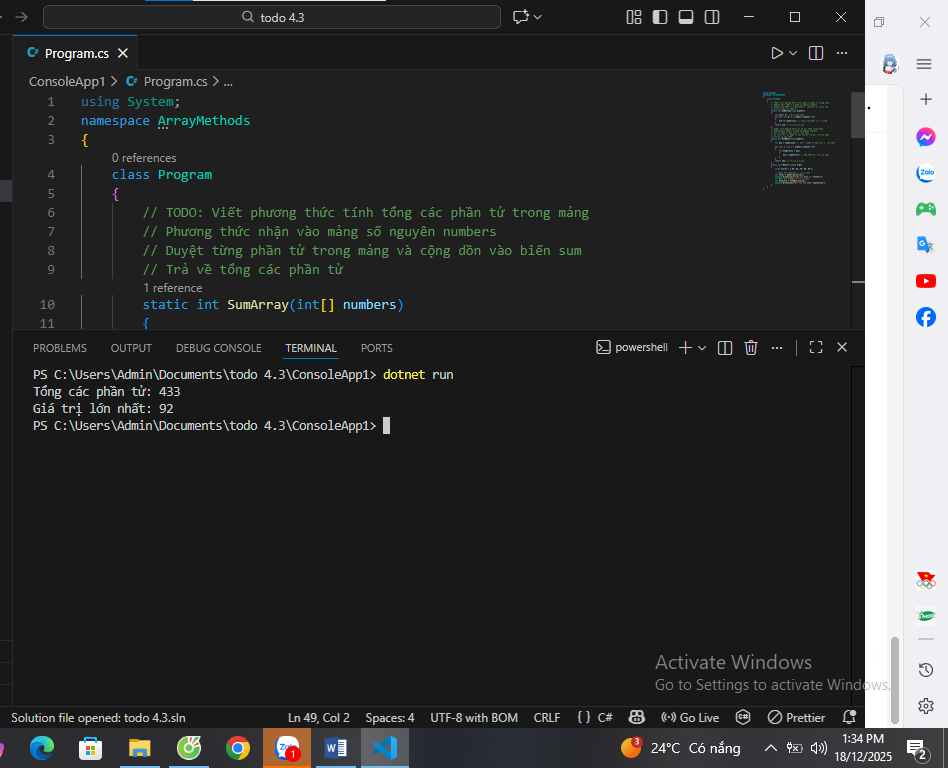 todo 4.3
Program.cs
ConsoleApp1 > Program.cs > ...
1 using System;
2 namespace ArrayMethods
3 {
0 references
4 class Program
5 {
6 // TODO: Viết phương thức tính tổng các phần tử trong mảng
7 // Phương thức nhận vào mảng số nguyên numbers
8 // Duyệt từng phần tử trong mảng và cộng dồn vào biến sum
9 // Trả về tổng các phần tử
1 reference
10 static int SumArray(int[] numbers)
11 {
PROBLEMS OUTPUT DEBUG CONSOLE TERMINAL PORTS powershell
PS C:\Users\Admin\Documents\todo 4.3\ConsoleApp1> dotnet run
Tổng các phần tử: 433
Giá trị lớn nhất: 92
PS C:\Users\Admin\Documents\todo 4.3\ConsoleApp1>
Activate Windows
Go to Settings to activate Windows.
Solution file opened: todo 4.3.sln Ln 49, Col 2 Spaces: 4 UTF-8 with BOM CRLF { } C# Go Live Prettier
Zalo
24°C Có nắng
1:34 PM
18/12/2025